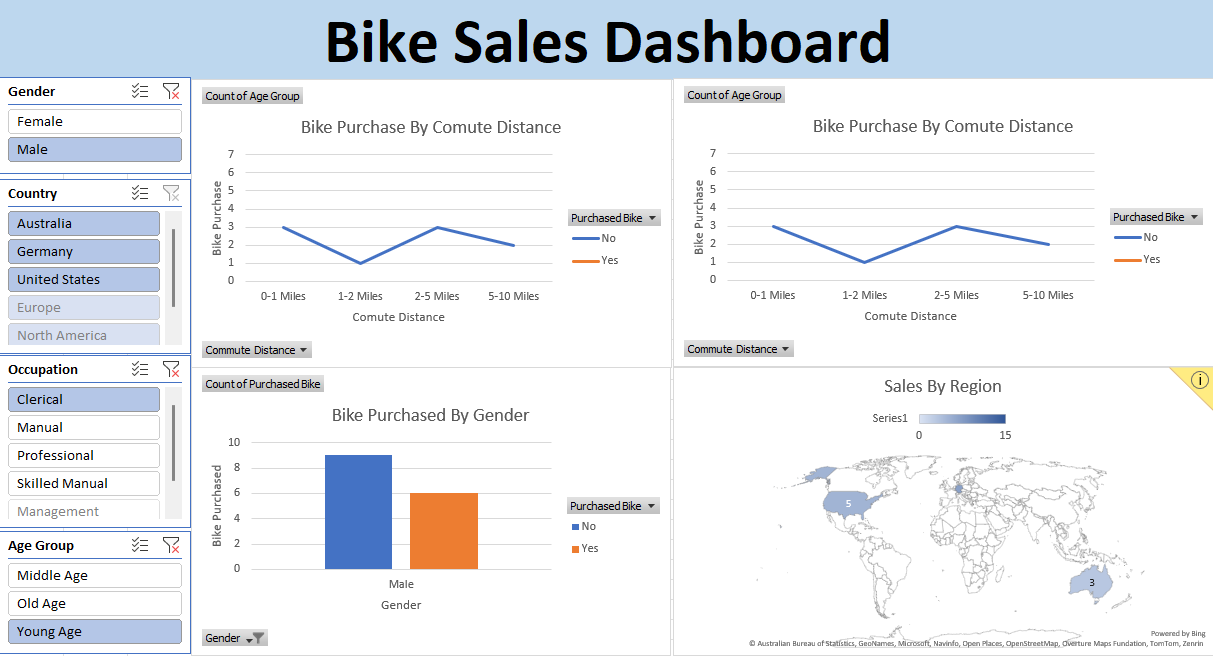 Bike Sales Dashboard
Gender
Female
Male
Country
Australia
Germany
United States
Europe
North America
Occupation
Clerical
Manual
Professional
Skilled Manual
Management
Age Group
Middle Age
Old Age
Young Age
Count of Age Group
Bike Purchase By Comute Distance
Bike Purchase
7
6
5
4
3
2
1
0
0-1 Miles 1-2 Miles 2-5 Miles 5-10 Miles
Comute Distance
Purchased Bike
No
Yes
Commute Distance
Count of Age Group
Bike Purchase By Comute Distance
Bike Purchase
7
6
5
4
3
2
1
0
0-1 Miles 1-2 Miles 2-5 Miles 5-10 Miles
Comute Distance
Purchased Bike
No
Yes
Commute Distance
Count of Purchased Bike
Bike Purchased By Gender
Bike Purchased
10
8
6
4
2
0
Male
Gender
Purchased Bike
No
Yes
Gender
Sales By Region
Series1
0 15
5
3
Powered by Bing
© Australian Bureau of Statistics, GeoNames, Microsoft, Navinfo, Open Places, OpenStreetMap, Overture Maps Fundation, TomTom, Zenrin